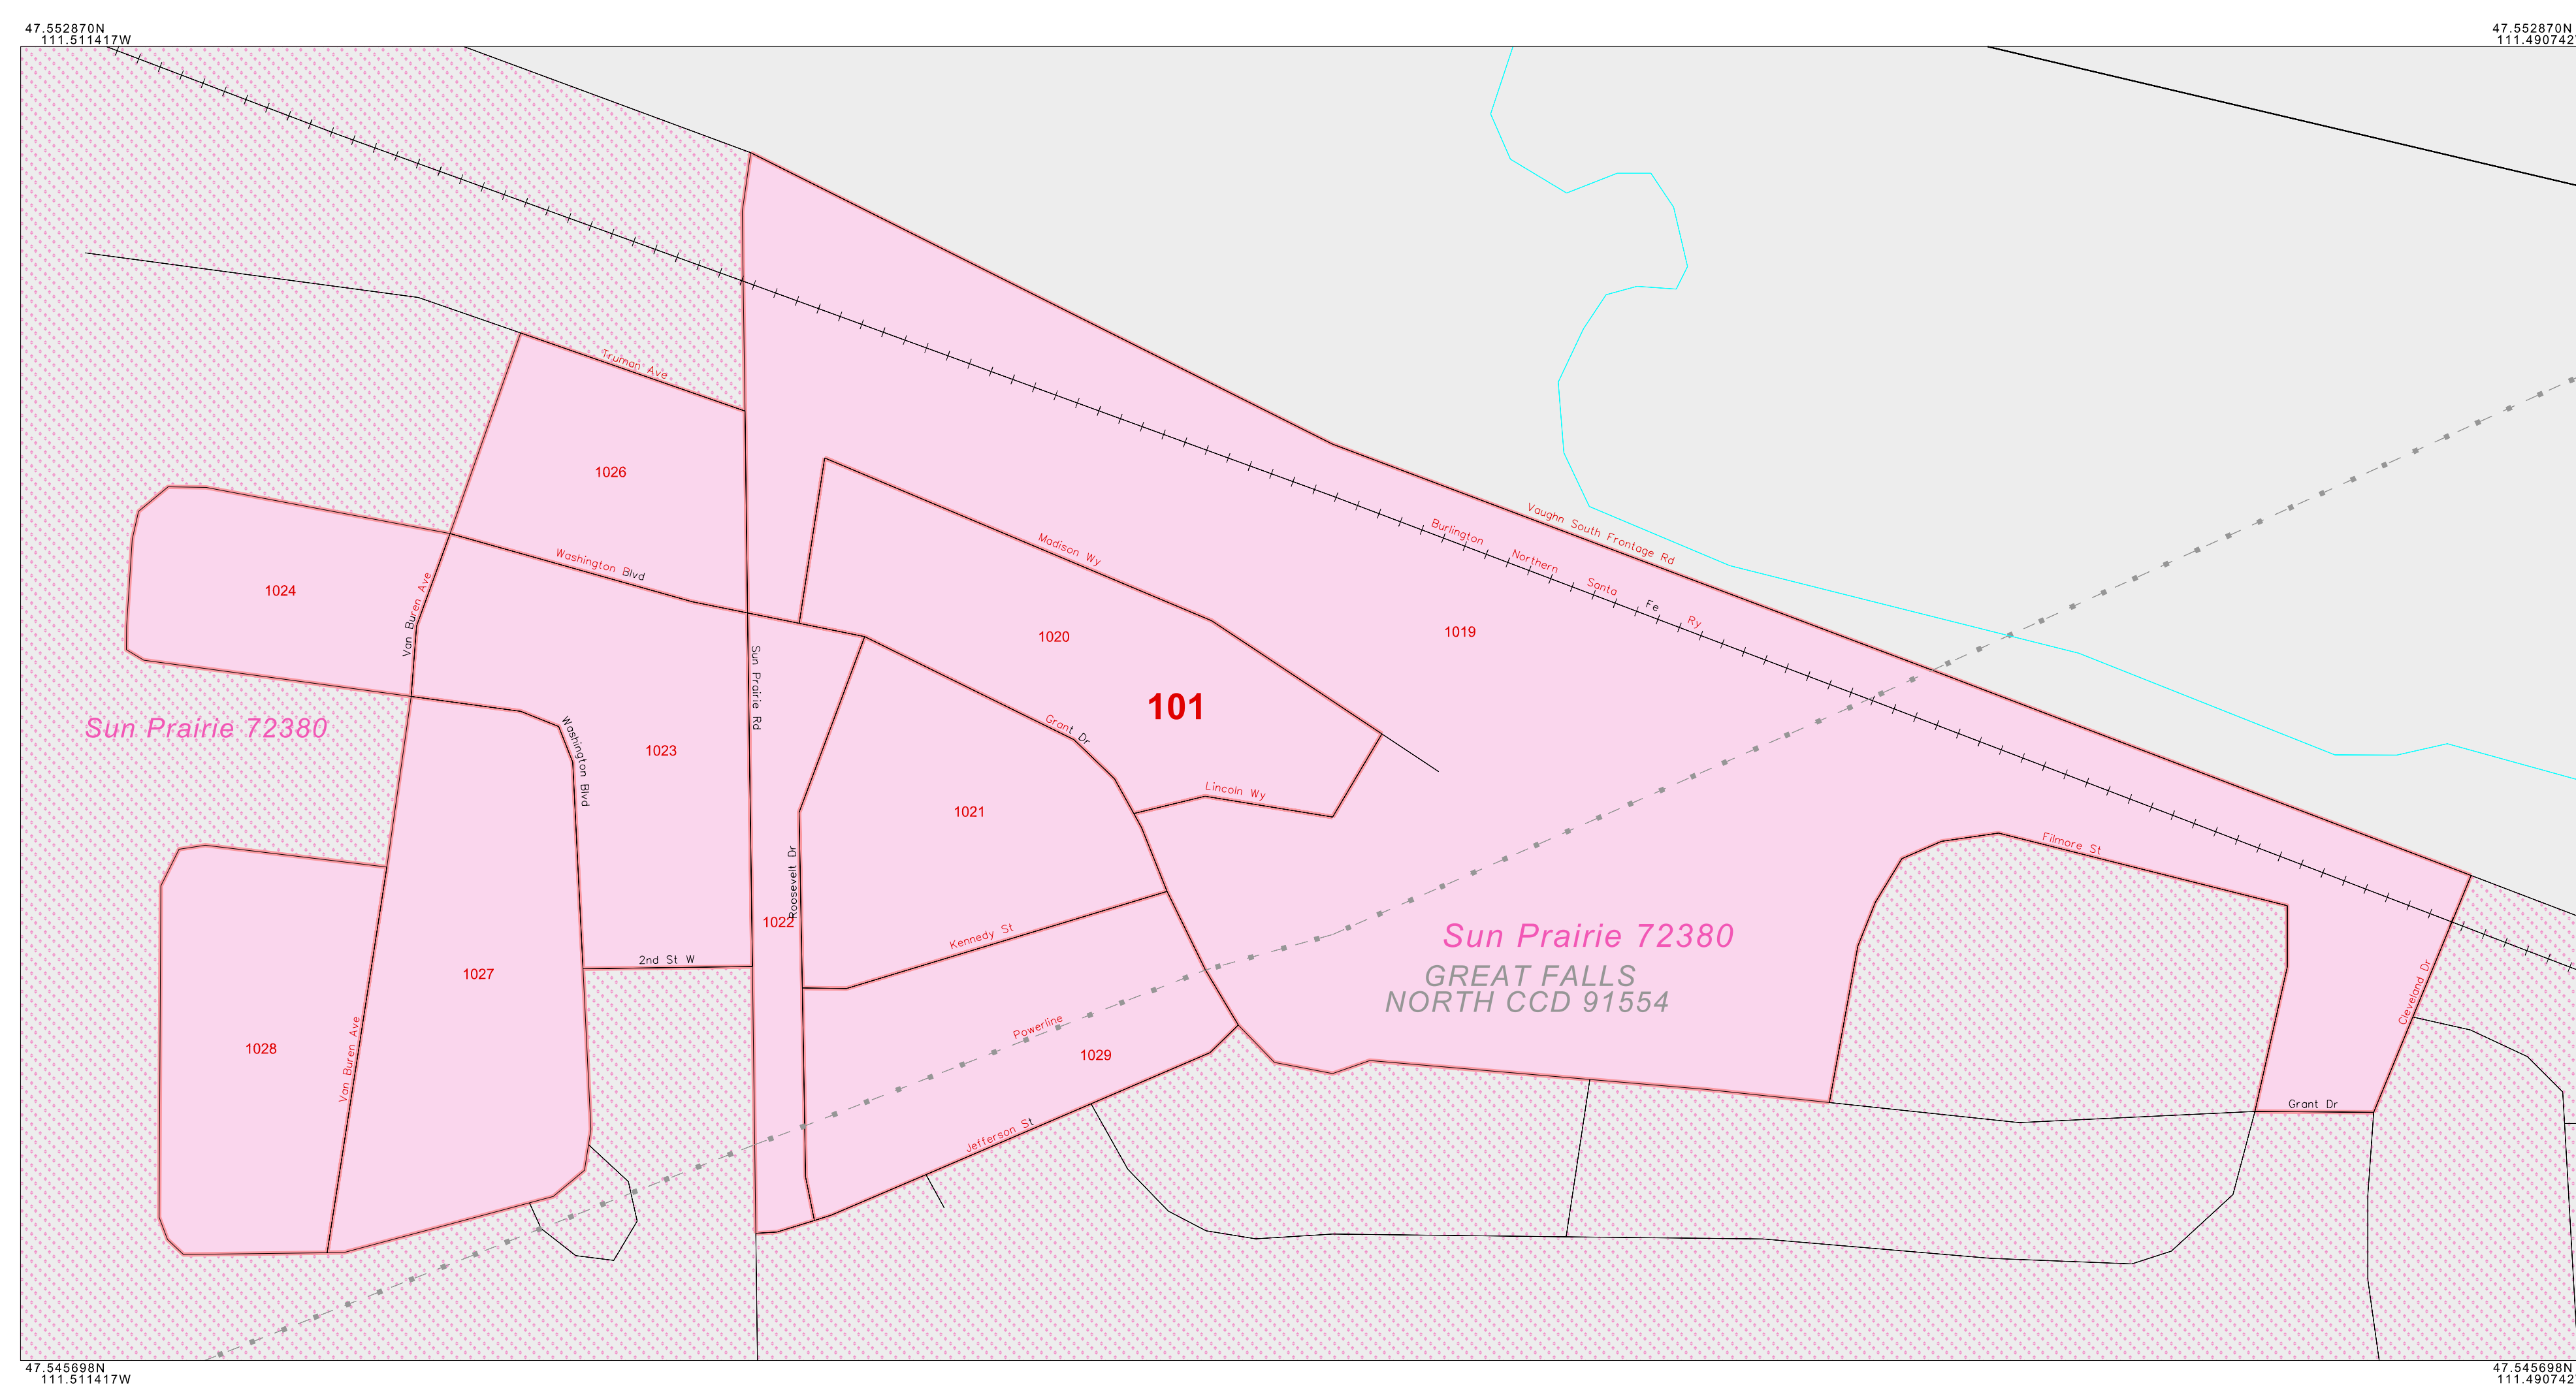 47.552870N
111.511417W
47.552870N
111.490742
Truman Ave
1026
Vaughn South Frontage Rd
Burlington Northern Santa Fe Ry
Madison Wy
Washington Blvd
1024
Van Buren Ave
1020
1019
Sun Prairie Rd
101
Sun Prairie 72380
Grant Dr
Washington Blvd
1023
Lincoln Wy
1021
Filmore St
Roosevelt Dr
1022
Kennedy St
Sun Prairie 72380
GREAT FALLS
NORTH CCD 91554
2nd St W
1027
Cleveland Dr
Powerline
1028
Van Buren Ave
1029
Grant Dr
Jefferson St
47.545698N
111.511417W
47.545698N
111.490742